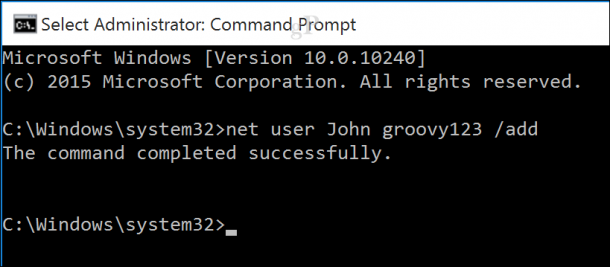 Select Administrator: Command Prompt
gP
Microsoft Windows [Version 10.0.10240]
(c) 2015 Microsoft Corporation. All rights reserved.
C:\Windows\system32>net user John groovy123 /add
The command completed successfully.
C:\Windows\system32>_